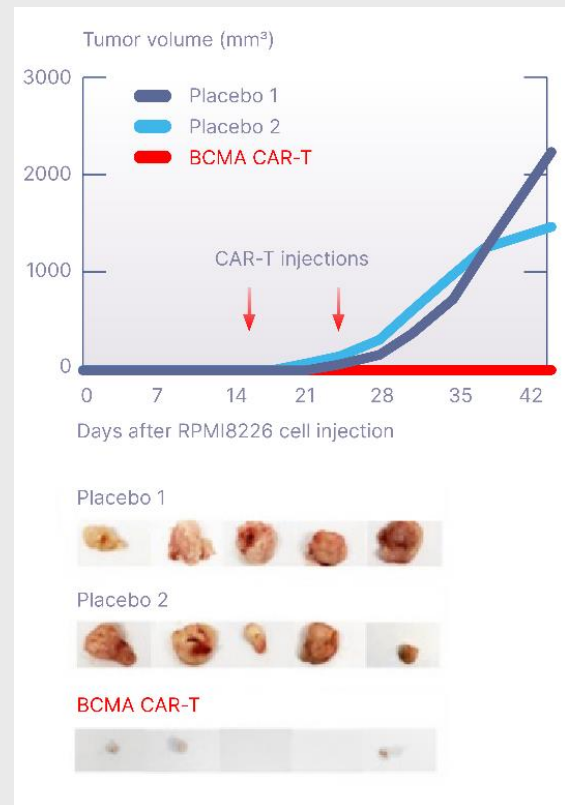 Tumor volume (mm³)
3000
Placebo 1
Placebo 2
BCMA CAR-T
2000
CAR-T injections
1000
0
0 7 14 21 28 35 42
Days after RPMI8226 cell injection
Placebo 1
Placebo 2
BCMA CAR-T